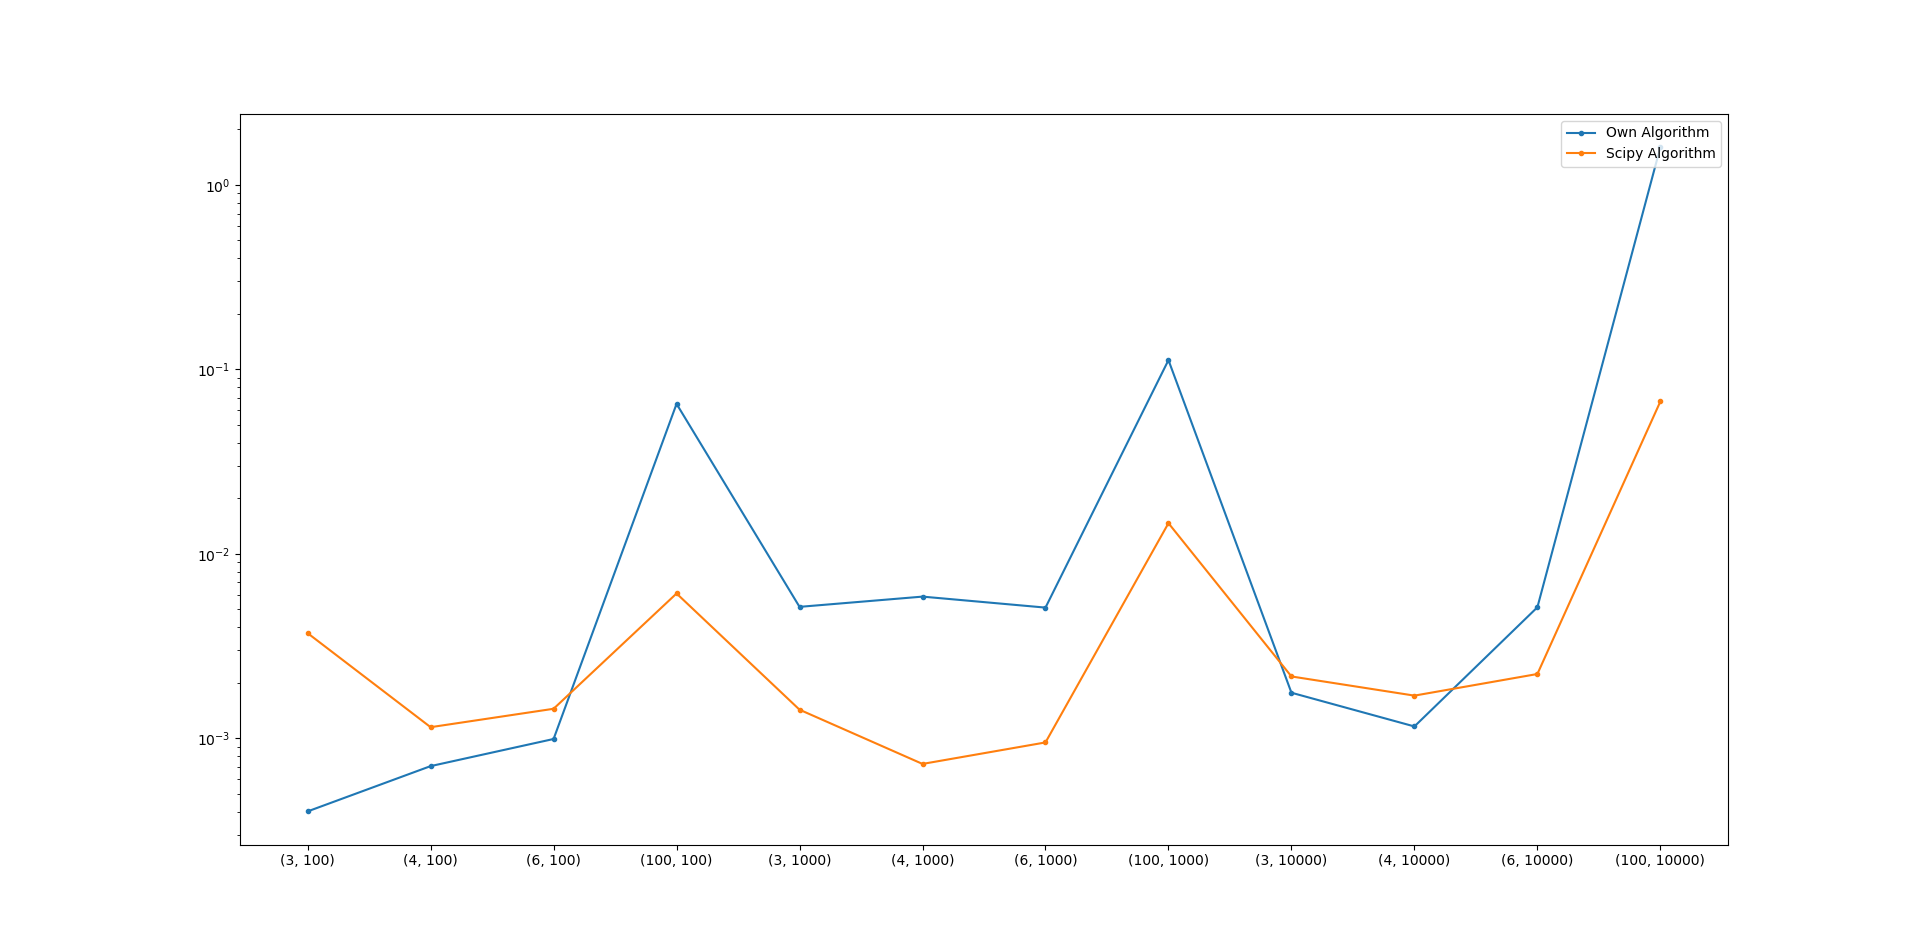 Own Algorithm
Scipy Algorithm
10⁰
10⁻¹
10⁻²
10⁻³
(3, 100) (4, 100) (6, 100) (100, 100) (3, 1000) (4, 1000) (6, 1000) (100, 1000) (3, 10000) (4, 10000) (6, 10000) (100, 10000)